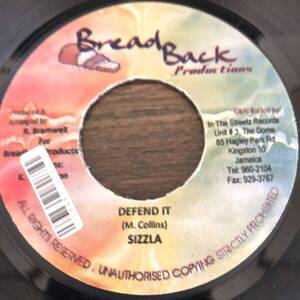 Bread Back
Productions
Produced &
Arranged by
R. Bramwell
For
Bread
Distributed by:
In The Streetz Records
Unit # 3, The Dome
85 Hagley Park Rd
Kingston 10
Jamaica
Tel: 960-2104
Fax: 929-3767
DEFEND IT
(M. Collins)
SIZZLA
ALL RIGHTS RESERVED . UNAUTHORISED COPYING STRICTLY PROHIBITED